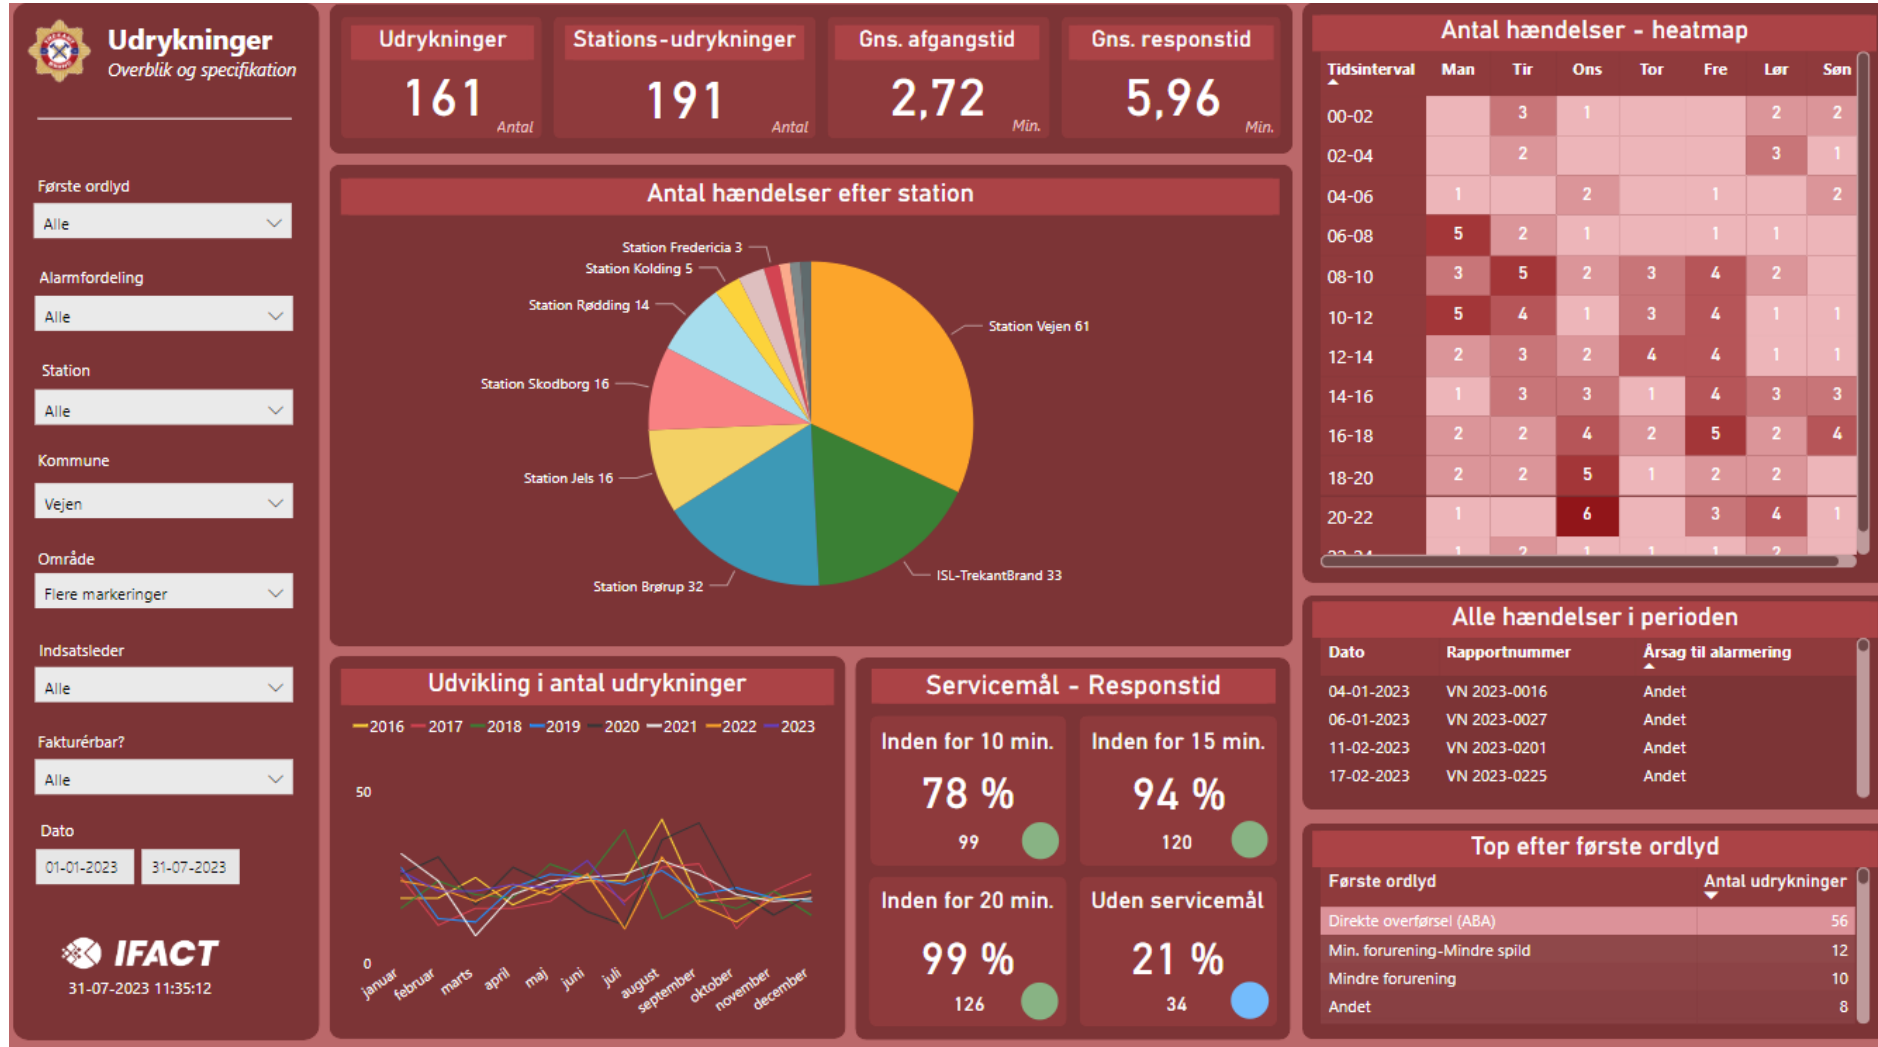 Udrykninger
Overblik og specifikation
Første ordlyd
Alle
Alarmfordeling
Alle
Station
Alle
Kommune
Vejen
Område
Flere markeringer
Indsatsleder
Alle
Fakturérbar?
Alle
Dato
01-01-2023 31-07-2023
IFACT
31-07-2023 11:35:12
Udrykninger
161
Antal
Stations-udrykninger
191
Antal
Gns. afgangstid
2,72
Min.
Gns. responstid
5,96
Min.
Antal hændelser efter station
Station Fredericia 3
Station Kolding 5
Station Rødding 14
Station Vejen 61
Station Skodborg 16
Station Jels 16
ISL-TrekantBrand 33
Station Brørup 32
Udvikling i antal udrykninger
2016 2017 2018 2019 2020 2021 2022 2023
50
0
januar februar marts april maj juni juli august september oktober november december
Servicemål - Responstid
Inden for 10 min.
78 %
99
Inden for 15 min.
94 %
120
Inden for 20 min.
99 %
126
Uden servicemål
21 %
34
Antal hændelser - heatmap
Tidsinterval Man Tir Ons Tor Fre Lør Søn
00-02 3 1 2 2
02-04 2 3 1
04-06 1 2 1 2
06-08 5 2 1 1 1
08-10 3 5 2 3 4 2
10-12 5 4 1 3 4 1 1
12-14 2 3 2 4 4 1 1
14-16 1 3 3 1 4 3 3
16-18 2 2 4 2 5 2 4
18-20 2 2 5 1 2 2
20-22 1 6 3 4 1
22-24 1 2 1 1 1 2
Alle hændelser i perioden
Dato Rapportnummer Årsag til alarmering
04-01-2023 VN 2023-0016 Andet
06-01-2023 VN 2023-0027 Andet
11-02-2023 VN 2023-0201 Andet
17-02-2023 VN 2023-0225 Andet
Top efter første ordlyd
Første ordlyd Antal udrykninger
Direkte overførsel (ABA) 56
Min. forurening-Mindre spild 12
Mindre forurening 10
Andet 8